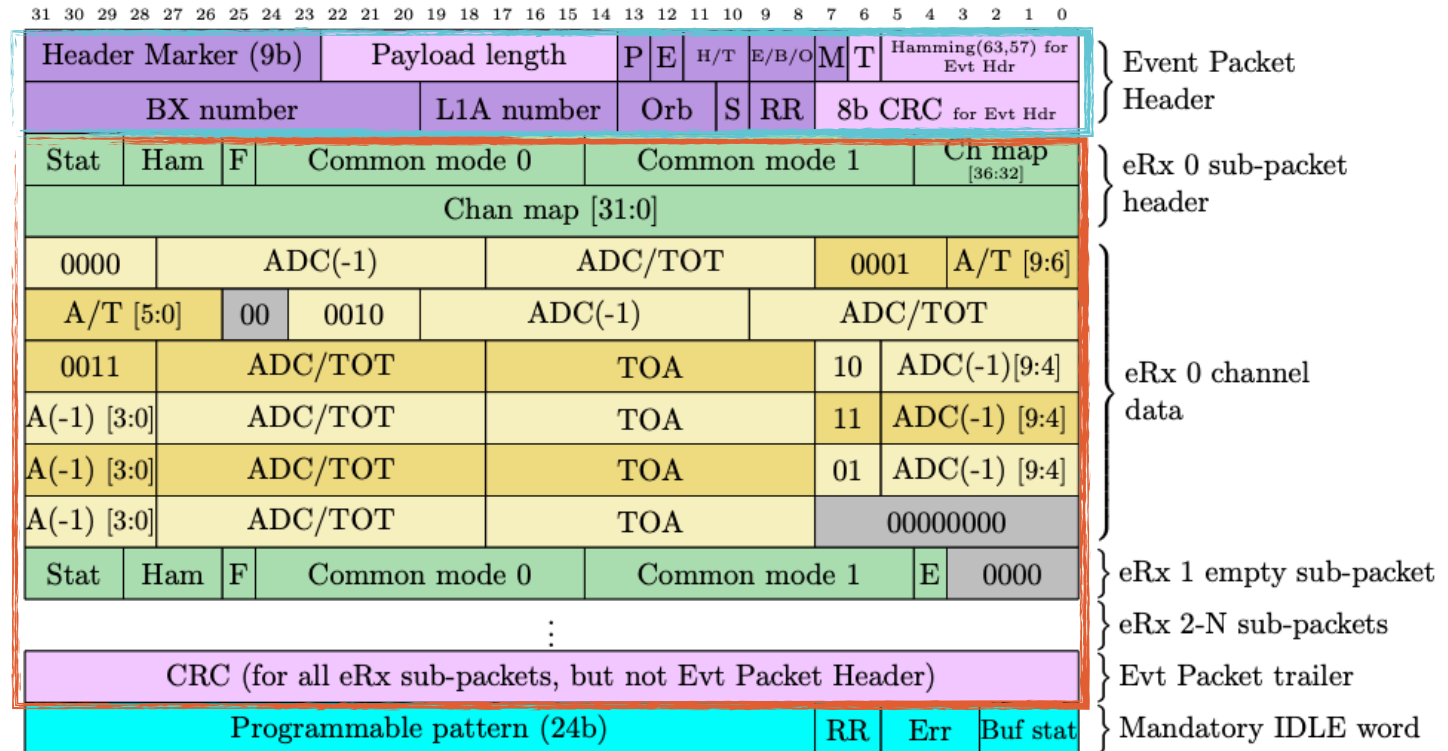 31 30 29 28 27 26 25 24 23 22 21 20 19 18 17 16 15 14 13 12 11 10 9 8 7 6 5 4 3 2 1 0
Header Marker (9b) Payload length P E H/T E/B/O M T Hamming(63,57) for Evt Hdr
BX number L1A number Orb S RR 8b CRC for Evt Hdr
Event Packet
Header
Stat Ham F Common mode 0 Common mode 1 Ch map [36:32]
Chan map [31:0]
eRx 0 sub-packet
header
0000 ADC(-1) ADC/TOT 0001 A/T [9:6]
A/T [5:0] 00 0010 ADC(-1) ADC/TOT
0011 ADC/TOT TOA 10 ADC(-1)[9:4]
A(-1) [3:0] ADC/TOT TOA 11 ADC(-1) [9:4]
A(-1) [3:0] ADC/TOT TOA 01 ADC(-1) [9:4]
A(-1) [3:0] ADC/TOT TOA 00000000
eRx 0 channel
data
Stat Ham F Common mode 0 Common mode 1 E 0000 eRx 1 empty sub-packet
⋮ eRx 2-N sub-packets
CRC (for all eRx sub-packets, but not Evt Packet Header) Evt Packet trailer
Programmable pattern (24b) RR Err Buf stat Mandatory IDLE word